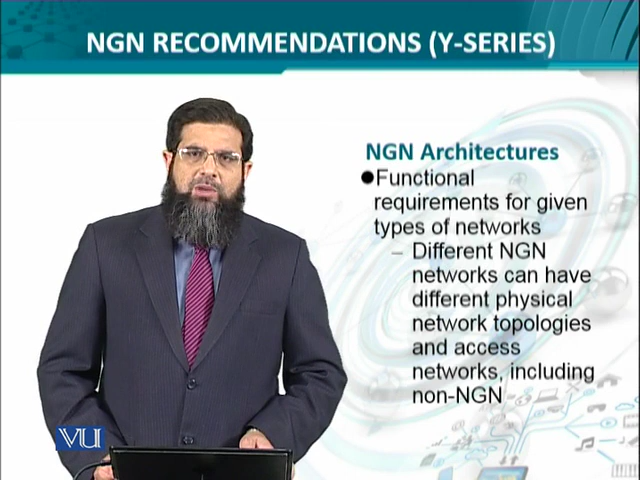 NGN RECOMMENDATIONS (Y-SERIES)
NGN Architectures
●Functional
requirements for given
types of networks
– Different NGN
networks can have
different physical
network topologies
and access
networks, including
non-NGN
VU